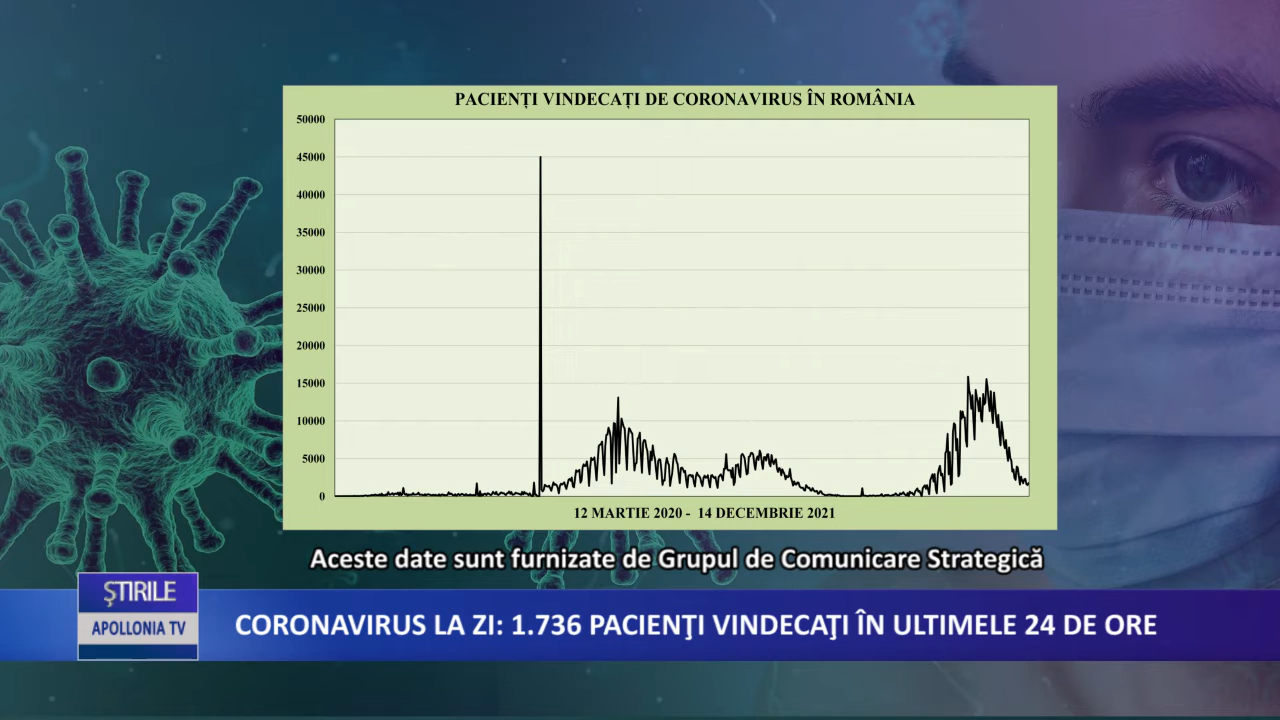 PACIENȚI VINDECAȚI DE CORONAVIRUS ÎN ROMÂNIA
50000
45000
40000
35000
30000
25000
20000
15000
10000
5000
0
12 MARTIE 2020 - 14 DECEMBRIE 2021
Aceste date sunt furnizate de Grupul de Comunicare Strategică
ŞTIRILE
APOLLONIA TV
CORONAVIRUS LA ZI: 1.736 PACIENŢI VINDECAŢI ÎN ULTIMELE 24 DE ORE